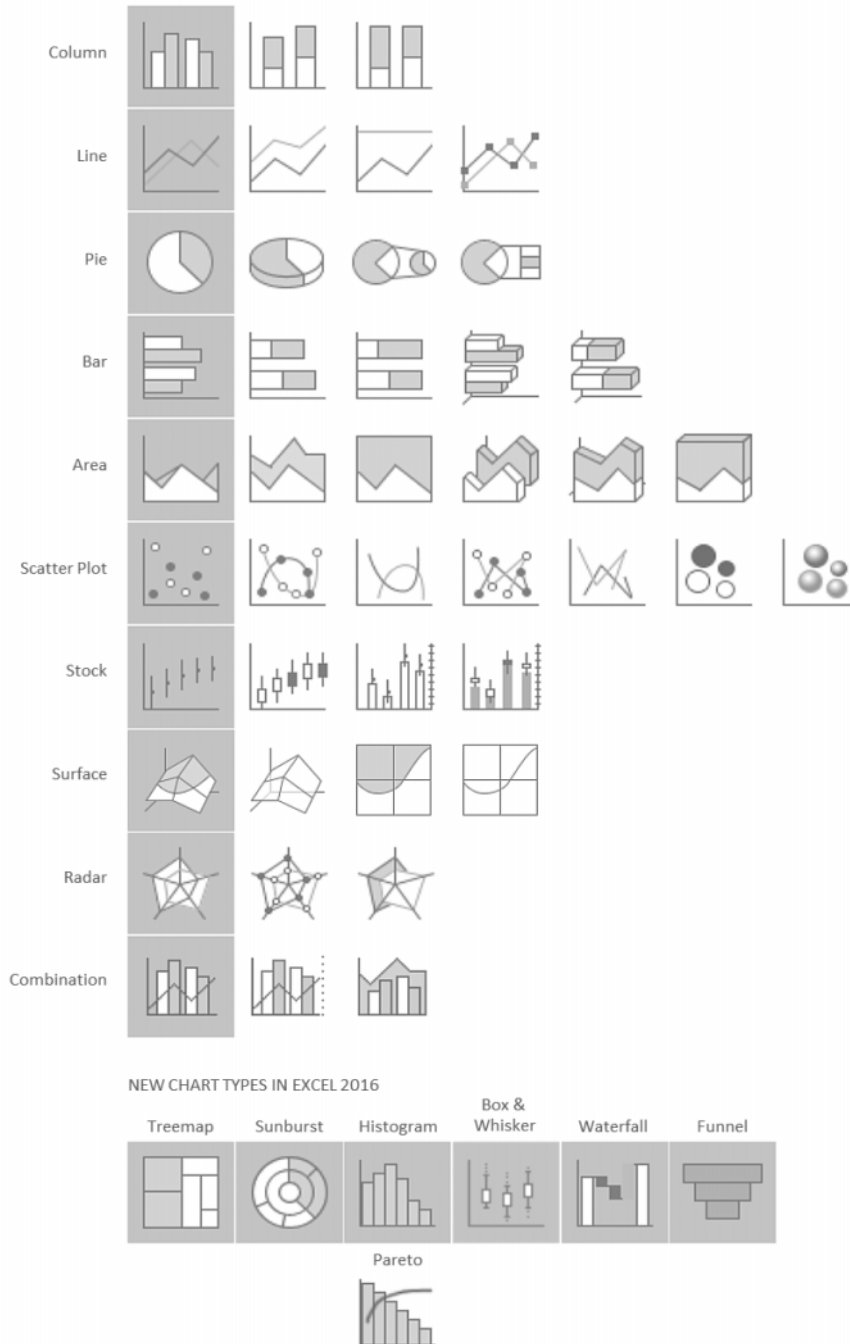 Column
Line
Pie
Bar
Area
Scatter Plot
Stock
Surface
Radar
Combination
NEW CHART TYPES IN EXCEL 2016
Treemap
Sunburst
Histogram
Box &
Whisker
Waterfall
Funnel
Pareto